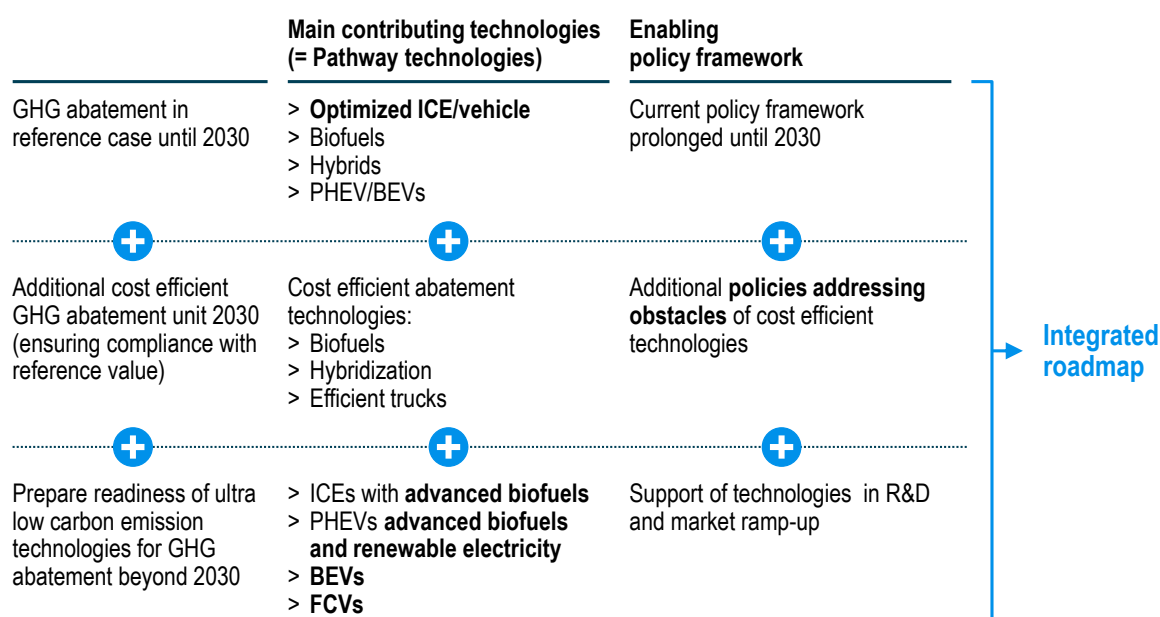 Main contributing technologies
(= Pathway technologies)
Enabling
policy framework
GHG abatement in
reference case until 2030
> Optimized ICE/vehicle
> Biofuels
> Hybrids
> PHEV/BEVs
Current policy framework
prolonged until 2030
Additional cost efficient
GHG abatement unit 2030
(ensuring compliance with
reference value)
Cost efficient abatement
technologies:
> Biofuels
> Hybridization
> Efficient trucks
Additional policies addressing
obstacles of cost efficient
technologies
Prepare readiness of ultra
low carbon emission
technologies for GHG
abatement beyond 2030
> ICEs with advanced biofuels
> PHEVs advanced biofuels
and renewable electricity
> BEVs
> FCVs
Support of technologies in R&D
and market ramp-up
Integrated
roadmap